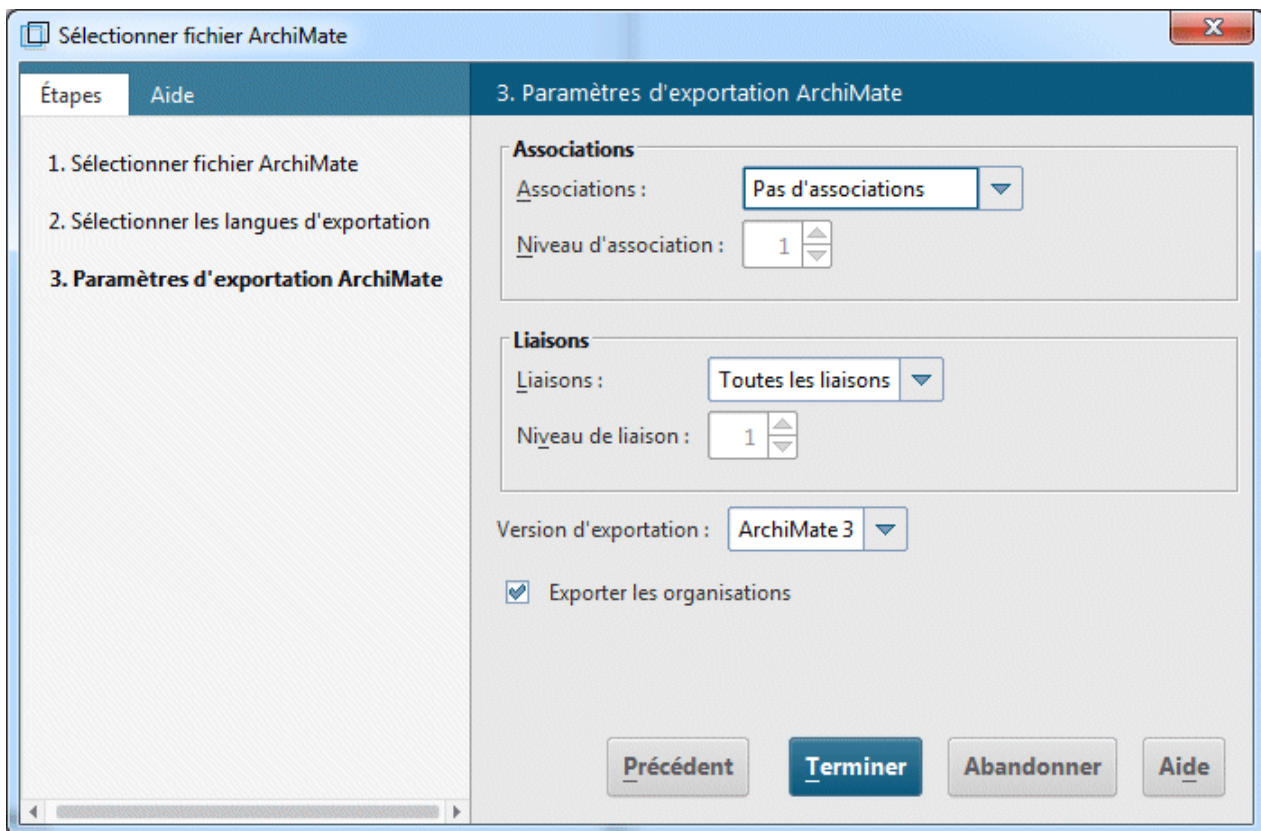 Sélectionner fichier ArchiMate
Étapes
Aide
1. Sélectionner fichier ArchiMate
2. Sélectionner les langues d'exportation
3. Paramètres d'exportation ArchiMate
3. Paramètres d'exportation ArchiMate
Associations
Associations : Pas d'associations
Niveau d'association : 1
Liaisons
Liaisons : Toutes les liaisons
Niveau de liaison : 1
Version d'exportation : ArchiMate 3
Exporter les organisations
Précédent Terminer Abandonner Aide